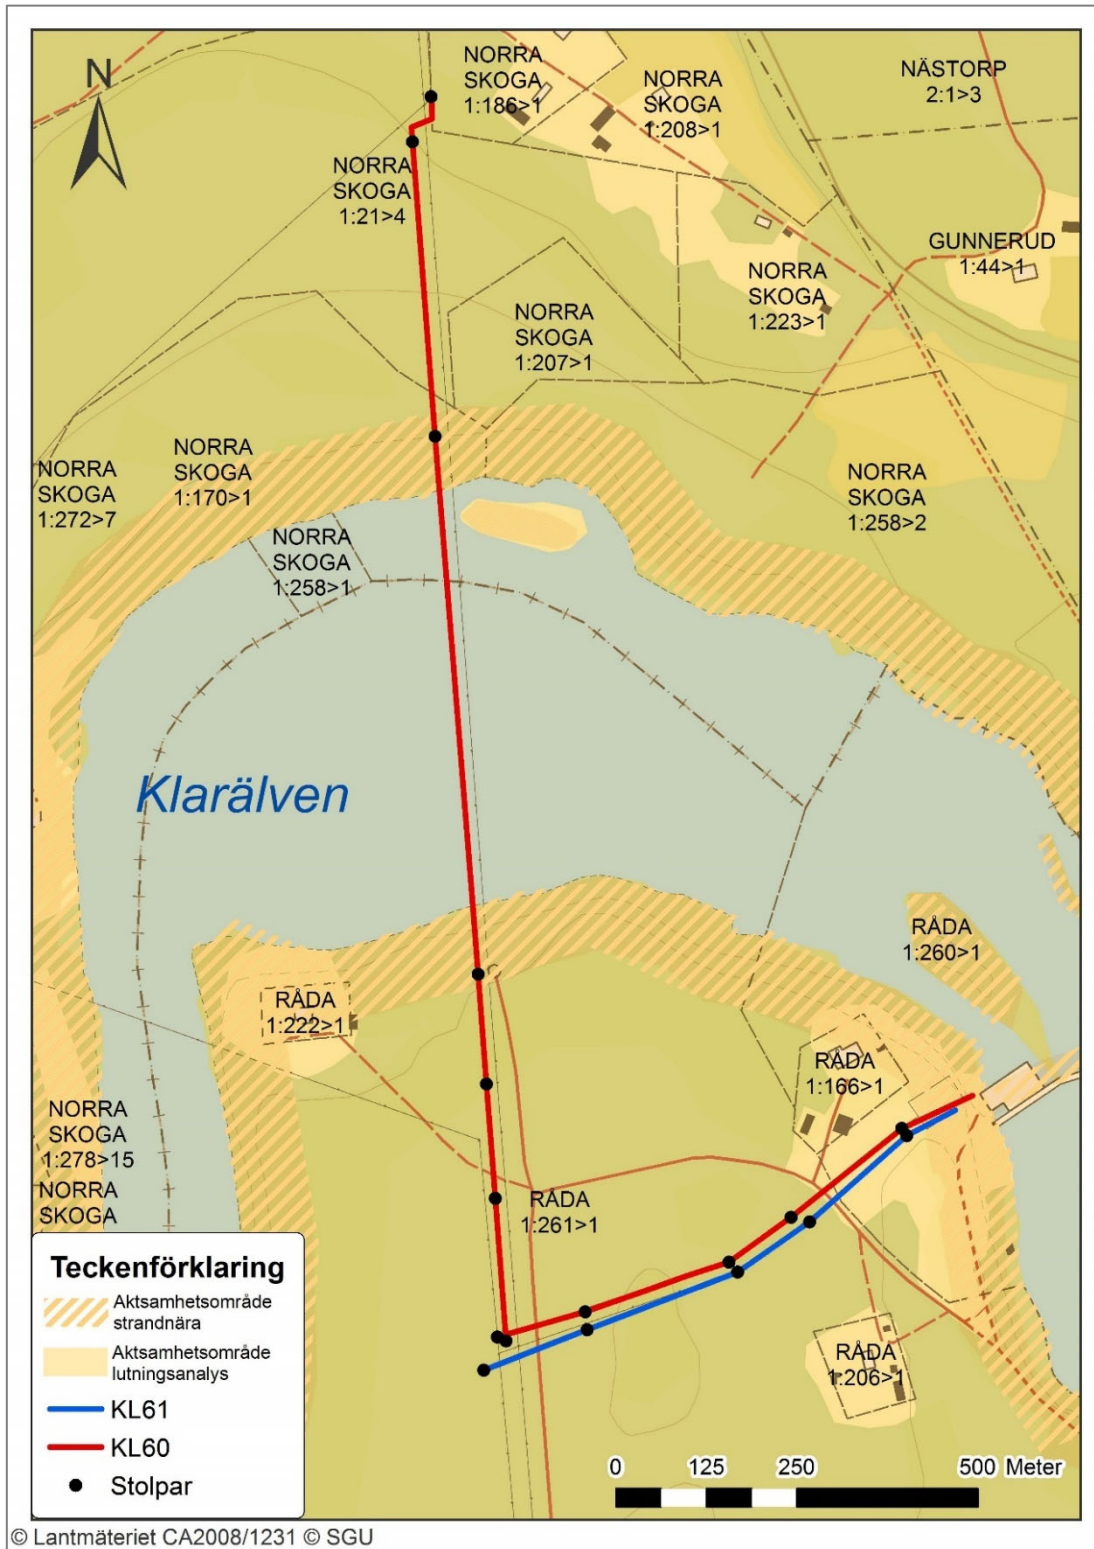 N
NORRA
SKOGA
1:186>1
NORRA
SKOGA
1:208>1
NÄSTORP
2:1>3
NORRA
SKOGA
1:21>4
GUNNERUD
1:44>1
NORRA
SKOGA
1:223>1
NORRA
SKOGA
1:207>1
NORRA
SKOGA
1:272>7
NORRA
SKOGA
1:170>1
NORRA
SKOGA
1:258>2
NORRA
SKOGA
1:258>1
Klarälven
RÅDA
1:260>1
RÅDA
1:222>1
RÅDA
1:166>1
NORRA
SKOGA
1:278>15
NORRA
SKOGA
RÅDA
1:261>1
RÅDA
1:206>1
Teckenförklaring
Aktsamhetsområde
strandnära
Aktsamhetsområde
lutningsanalys
KL61
KL60
Stolpar
0 125 250 500 Meter
© Lantmäteriet CA2008/1231 © SGU